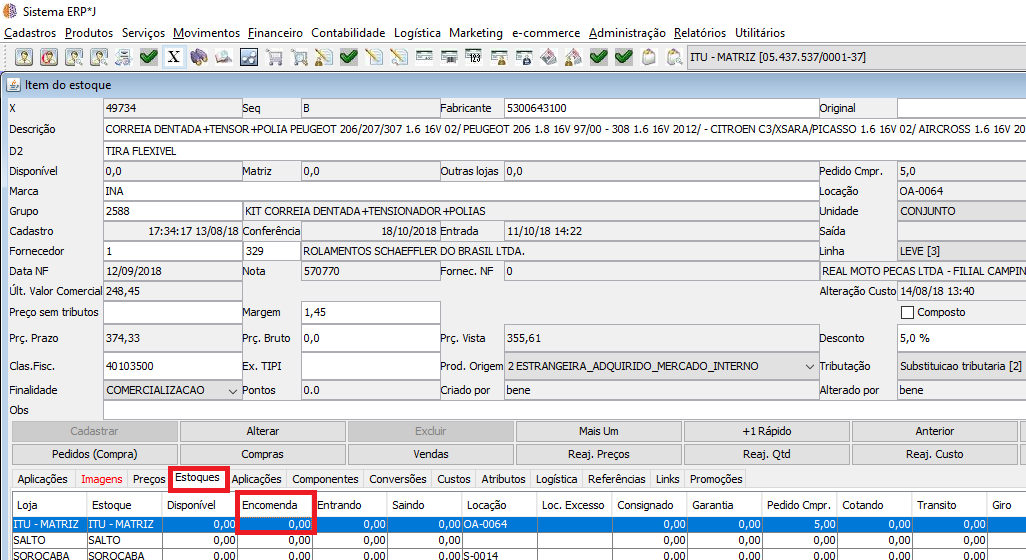 Sistema ERP*J
Cadastros Produtos Serviços Movimentos Financeiro Contabilidade Logística Marketing e-commerce Administração Relatórios Utilitários
X 123 ITU - MATRIZ [05.437.537/0001-37]
Item do estoque
X 49734 Seq B Fabricante 5300643100 Original
Descrição CORREIA DENTADA+TENSOR+POLIA PEUGEOT 206/207/307 1.6 16V 02/ PEUGEOT 206 1.8 16V 97/00 - 308 1.6 16V 2012/ - CITROEN C3/XSARA/PICASSO 1.6 16V 02/ AIRCROSS 1.6 16V 20
D2 TIRA FLEXIVEL
Disponível 0,0 Matriz 0,0 Outras lojas 0,0 Pedido Cmpr. 5,0
Marca INA Locação OA-0064
Grupo 2588 KIT CORREIA DENTADA+TENSIONADOR+POLIAS Unidade CONJUNTO
Cadastro 17:34:17 13/08/18 Conferência 18/10/2018 Entrada 11/10/18 14:22 Saída
Fornecedor 1 329 ROLAMENTOS SCHAEFFLER DO BRASIL LTDA. Linha LEVE [3]
Data NF 12/09/2018 Nota 570770 Fornec. NF 0 REAL MOTO PECAS LTDA - FILIAL CAMPIN
Últ. Valor Comercial 248,45 Alteração Custo 14/08/18 13:40
Preço sem tributos Margem 1,45 Composto
Prç. Prazo 374,33 Prç. Bruto 0,0 Prç. Vista 355,61 Desconto 5,0 %
Clas.Fisc. 40103500 Ex. TIPI Prod. Origem 2 ESTRANGEIRA_ADQUIRIDO_MERCADO_INTERNO Tributação Substituicao tributaria [2]
Finalidade COMERCIALIZACAO Pontos 0.0 Criado por bene Alterado por bene
Obs
Cadastrar Alterar Excluir Mais Um +1 Rápido Anterior
Pedidos (Compra) Compras Vendas Reaj. Preços Reaj. Qtd Reaj. Custo
Aplicações Imagens Preços Estoques Aplicações Componentes Conversões Custos Atributos Logística Referências Links Promoções
Loja Estoque Disponível Encomenda Entrando Saindo Locação Loc. Excesso Consignado Garantia Pedido Cmpr. Cotando Transito Giro
ITU - MATRIZ ITU - MATRIZ 0,00 0,00 0,00 0,00 OA-0064 0,00 0,00 5,00 0,00 0,00
SALTO SALTO 0,00 0,00 0,00 0,00 0,00 0,00 0,00 0,00 0,00
SOROCABA SOROCABA 0,00 0,00 0,00 0,00 S-0014 0,00 0,00 0,00 0,00 0,00